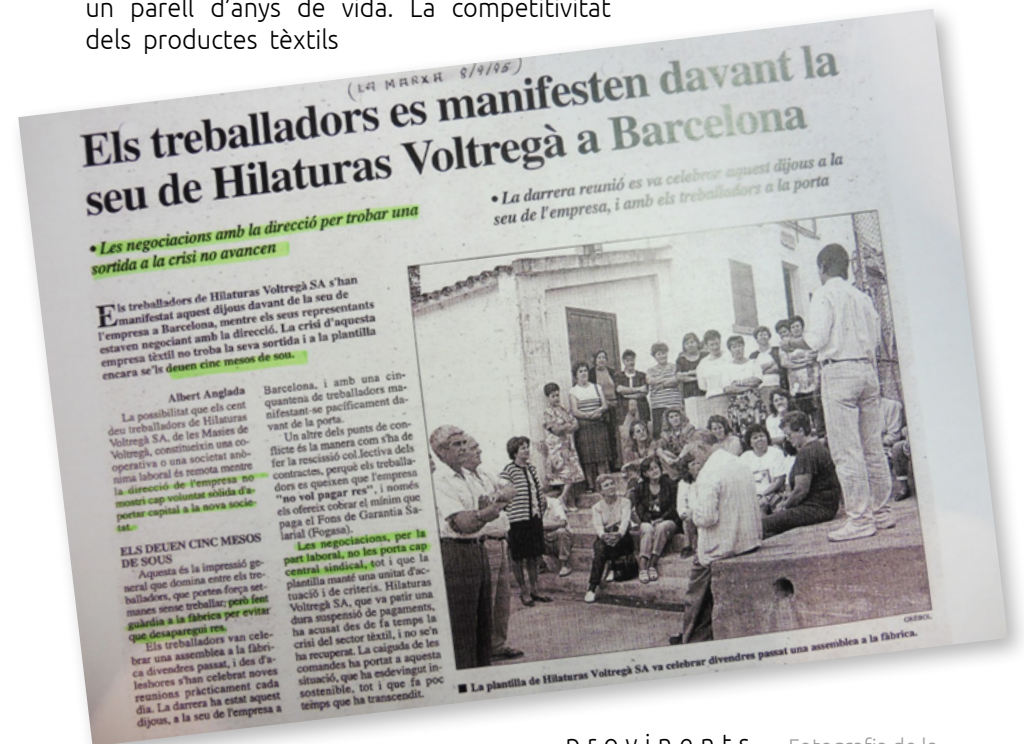 un parell d'anys de vida. La competitivitat
dels productes tèxtils
(LA MARXA 8/9/95)
Els treballadors es manifesten davant la
seu de Hilaturas Voltregà a Barcelona
• Les negociacions amb la direcció per trobar una
sortida a la crisi no avancen
• La darrera reunió es va celebrar aquest dijous a la
seu de l'empresa, i amb els treballadors a la porta
Els treballadors de Hilaturas Voltregà SA s'han
manifestat aquest dijous davant de la seu de
l'empresa a Barcelona, mentre els seus representants
estaven negociant amb la direcció. La crisi d'aquesta
empresa tèxtil no troba la seva sortida i a la plantilla
encara se'ls deuen cinc mesos de sou.
Albert Anglada
La possibilitat que els cent
deu treballadors de Hilaturas
Voltregà SA, de les Masies de
Voltregà, constitueixin una co-
operativa o una societat anò-
nima laboral és remota mentre
la direcció de l'empresa no
mostri cap voluntat sòlida d'a-
portar capital a la nova socie-
tat.
ELS DEUEN CINC MESOS
DE SOUS
Aquesta és la impressió ge-
neral que domina entre els tre-
balladors, que porten força set-
manes sense treballar, però fent
guàrdia a la fàbrica per evitar
que desaparegui res.
Els treballadors van cele-
brar una assemblea a la fàbri-
ca divendres passat, i des d'a-
leshores s'han celebrat noves
reunions pràcticament cada
dia. La darrera ha estat aquest
dijous, a la seu de l'empresa a
Barcelona, i amb una cin-
quantena de treballadors ma-
nifestant-se pacíficament da-
vant de la porta.
Un altre dels punts de con-
flicte és la manera com s'ha de
fer la rescissió col.lectiva dels
contractes, perquè els treballa-
dors es queixen que l'empresa
"no vol pagar res", i només
els ofereix cobrar el mínim que
paga el Fons de Garantia Sa-
larial (Fogasa).
Les negociacions, per la
part laboral, no les porta cap
central sindical, tot i que la
plantilla manté una unitat d'ac-
tuació i de criteris. Hilaturas
Voltregà SA, que va patir una
dura suspensió de pagaments,
ha acusat des de fa temps la
crisi del sector tèxtil, i no se'n
ha recuperat. La caiguda de les
comandes ha portat a aquesta
situació, que ha esdevingut in-
sostenible, tot i que fa poc
temps que ha transcendit.
■ La plantilla de Hilaturas Voltregà SA va celebrar divendres passat una assemblea a la fàbrica.
provinents
Fotografia de la